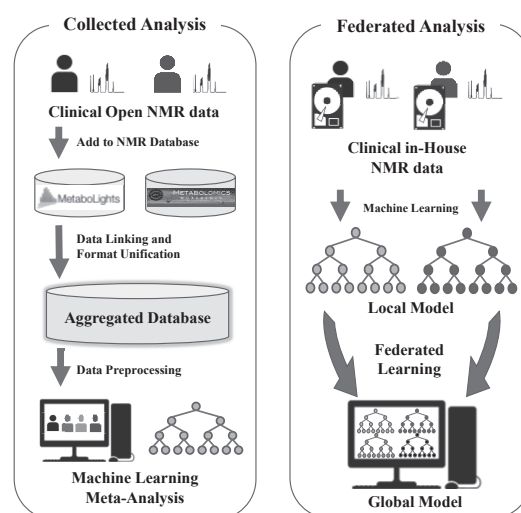 Collected Analysis
Clinical Open NMR data
Add to NMR Database
MetaboLights
METABOLOMICS
Data Linking and
Format Unification
Aggregated Database
Data Preprocessing
Machine Learning
Meta-Analysis
Federated Analysis
Clinical in-House
NMR data
Machine Learning
Local Model
Federated
Learning
Global Model